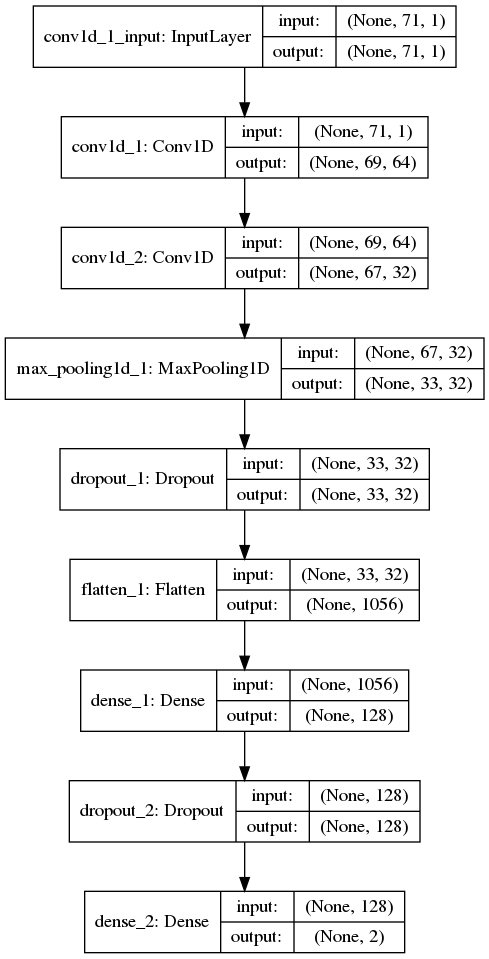 conv1d_1_input: InputLayer
input: (None, 71, 1)
output: (None, 71, 1)
conv1d_1: Conv1D
input: (None, 71, 1)
output: (None, 69, 64)
conv1d_2: Conv1D
input: (None, 69, 64)
output: (None, 67, 32)
max_pooling1d_1: MaxPooling1D
input: (None, 67, 32)
output: (None, 33, 32)
dropout_1: Dropout
input: (None, 33, 32)
output: (None, 33, 32)
flatten_1: Flatten
input: (None, 33, 32)
output: (None, 1056)
dense_1: Dense
input: (None, 1056)
output: (None, 128)
dropout_2: Dropout
input: (None, 128)
output: (None, 128)
dense_2: Dense
input: (None, 128)
output: (None, 2)